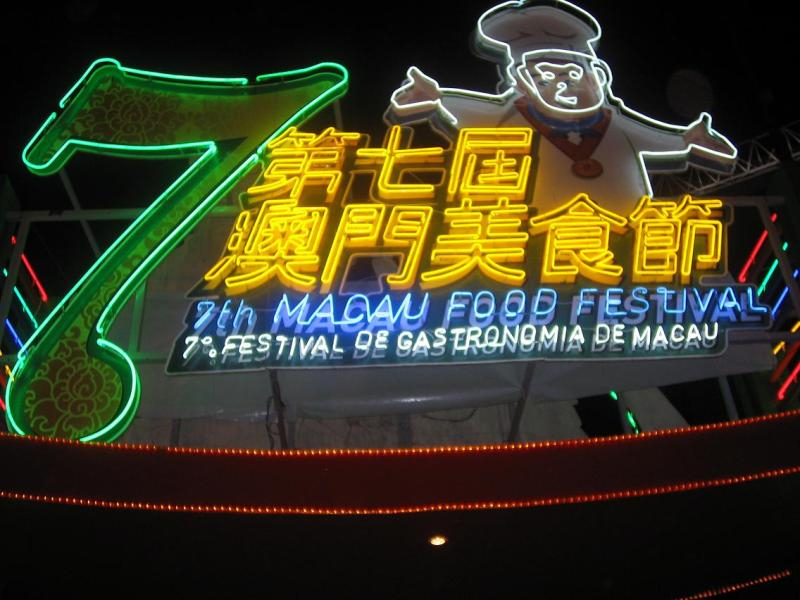 7
第七屆
澳門美食節
7th MACAU FOOD FESTIVAL
7º FESTIVAL DE GASTRONOMIA DE MACAU